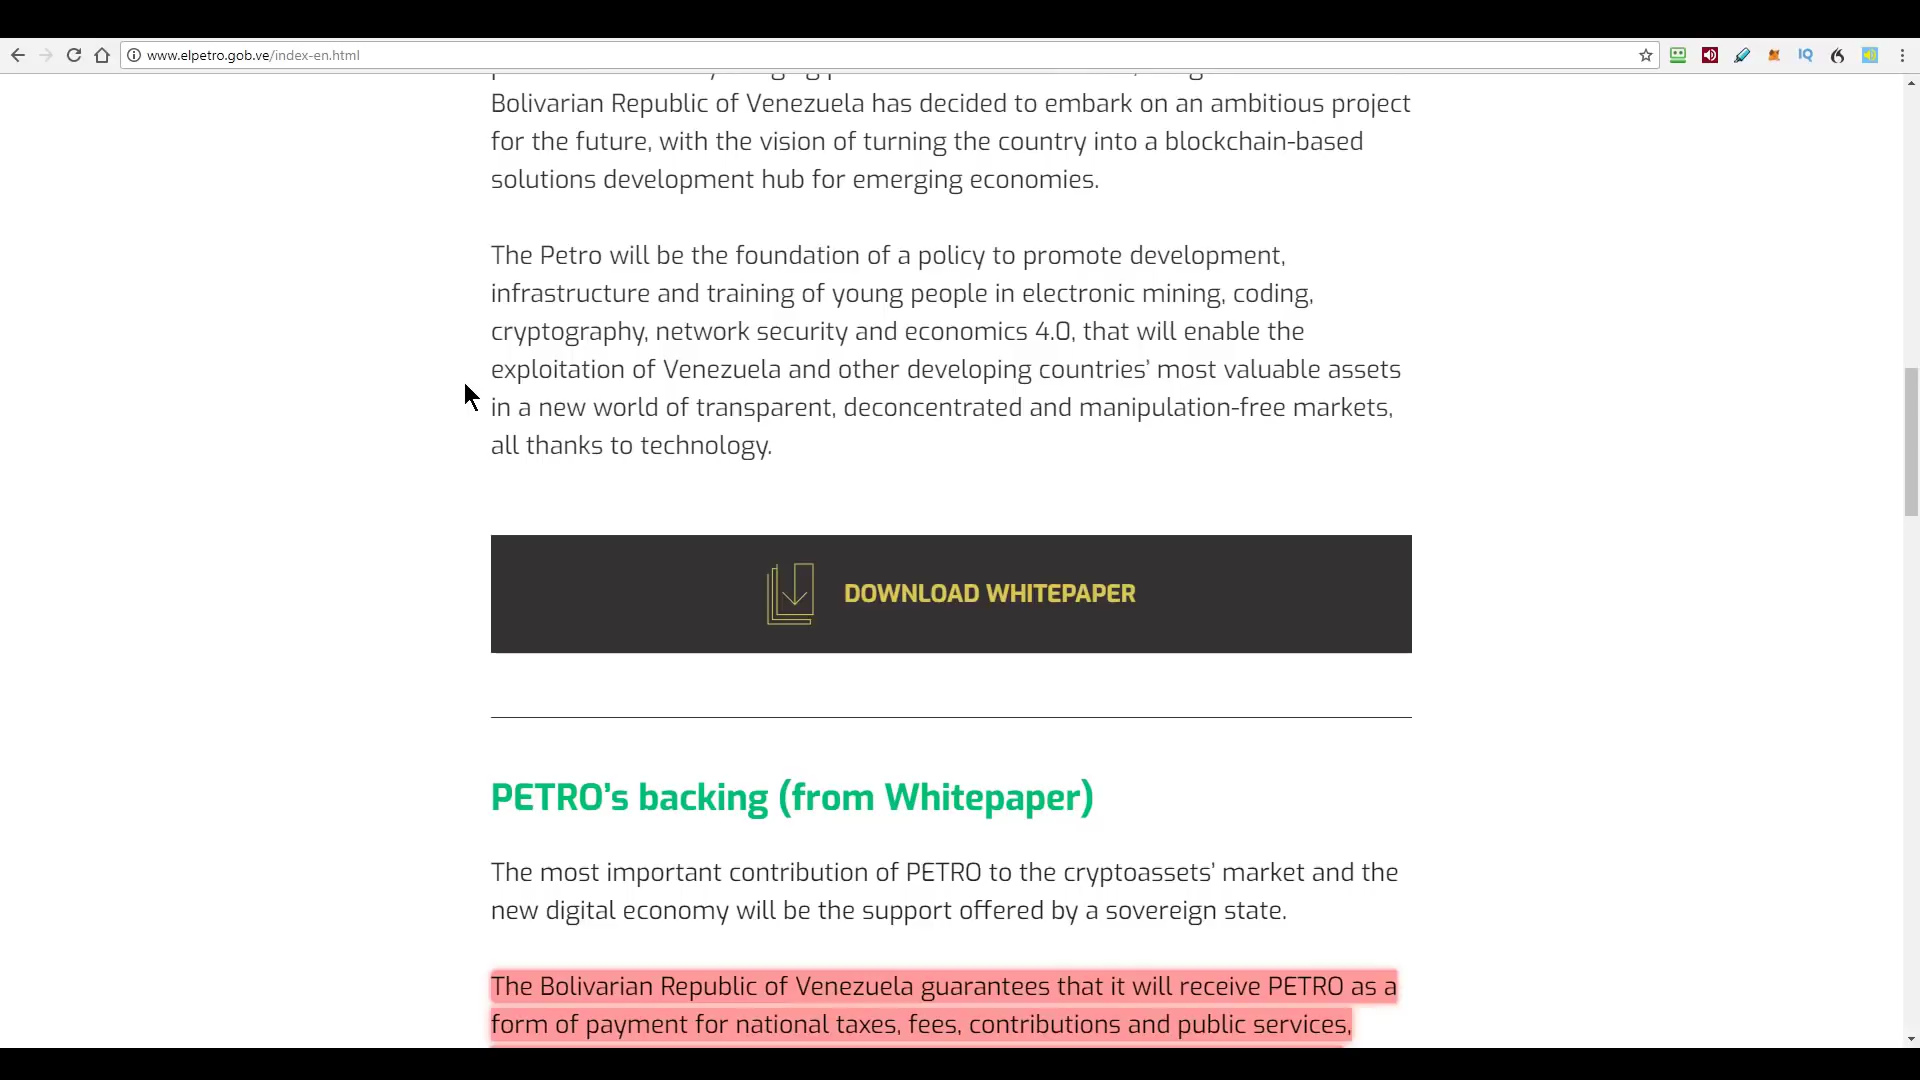 www.elpetro.gob.ve/index-en.html
IQ
Bolivarian Republic of Venezuela has decided to embark on an ambitious project
for the future, with the vision of turning the country into a blockchain-based
solutions development hub for emerging economies.
The Petro will be the foundation of a policy to promote development,
infrastructure and training of young people in electronic mining, coding,
cryptography, network security and economics 4.0, that will enable the
exploitation of Venezuela and other developing countries’ most valuable assets
in a new world of transparent, deconcentrated and manipulation-free markets,
all thanks to technology.
DOWNLOAD WHITEPAPER
PETRO’s backing (from Whitepaper)
The most important contribution of PETRO to the cryptoassets’ market and the
new digital economy will be the support offered by a sovereign state.
The Bolivarian Republic of Venezuela guarantees that it will receive PETRO as a
form of payment for national taxes, fees, contributions and public services,